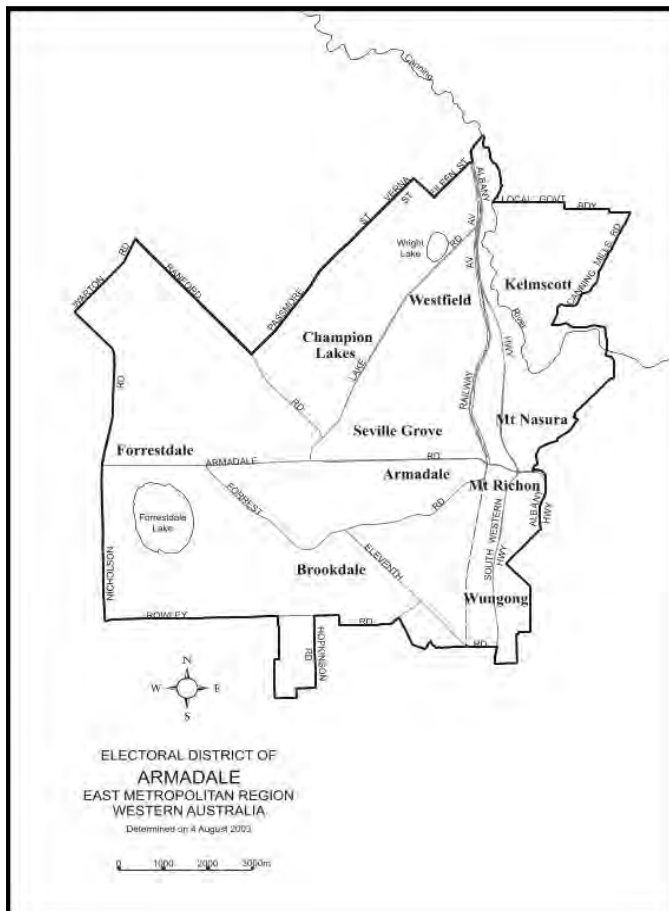 Canning
EILEEN ST
VERNA ST
ALBANY
LOCAL GOVT BDY
AV
PASSMORE ST
Wright Lake
RD
AV
CANNING MILLS RD
WARTON RD
RANFORD
Kelmscott
Westfield
River
Champion
Lakes
LAKE
HWY
RD
RD
RAILWAY
Mt Nasura
Seville Grove
Forrestdale
ARMADALE
RD
Armadale
Mt Richon
FORREST
RD
ALBANY HWY
Forrestdale
Lake
SOUTH WESTERN HWY
ELEVENTH
Brookdale
NICHOLSON
Wungong
ROWLEY
RD
RD
HOPKINSON RD
N
W E
S
ELECTORAL DISTRICT OF
ARMADALE
EAST METROPOLITAN REGION
WESTERN AUSTRALIA
Determined on 4 August 2003
0 1000 2000 3000m